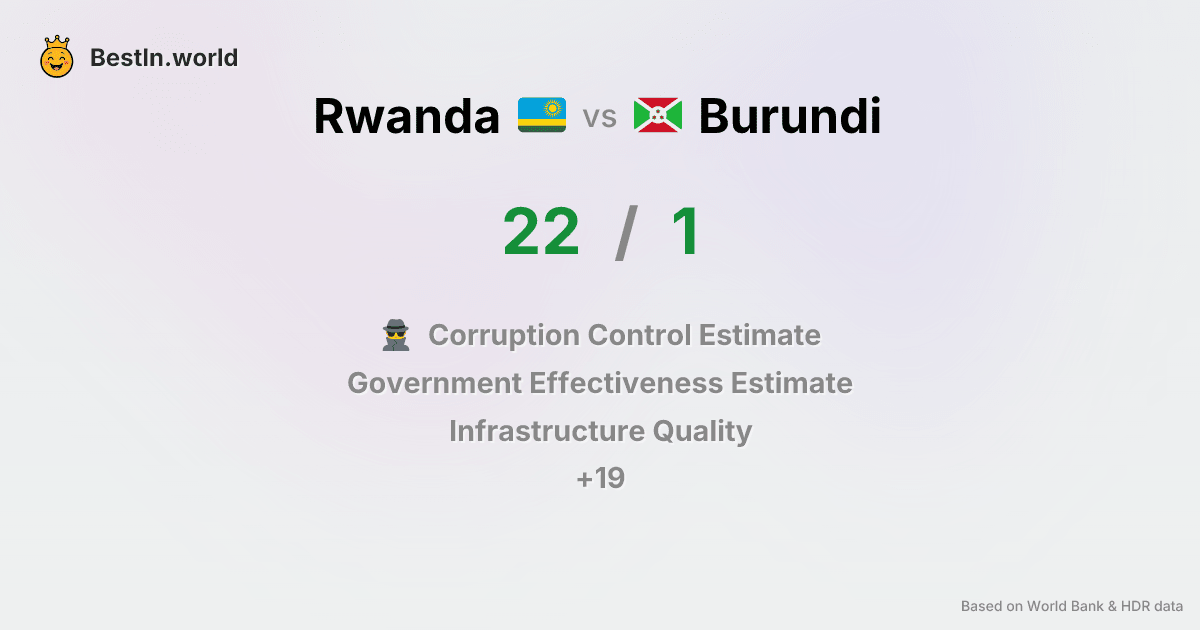 BestIn.world
Rwanda vs Burundi
22 / 1
Corruption Control Estimate
Government Effectiveness Estimate
Infrastructure Quality
+19
Based on World Bank & HDR data